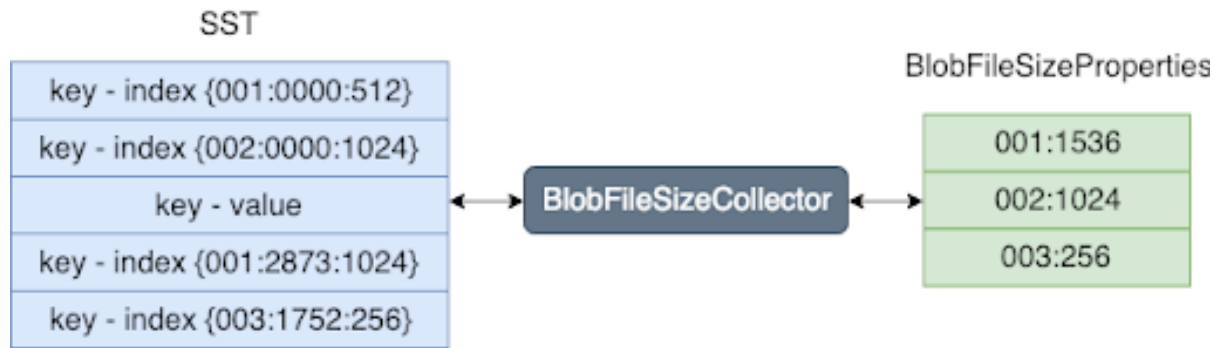 SST
key - index {001:0000:512}
key - index {002:0000:1024}
key - value
key - index {001:2873:1024}
key - index {003:1752:256}
BlobFileSizeCollector
BlobFileSizeProperties
001:1536
002:1024
003:256